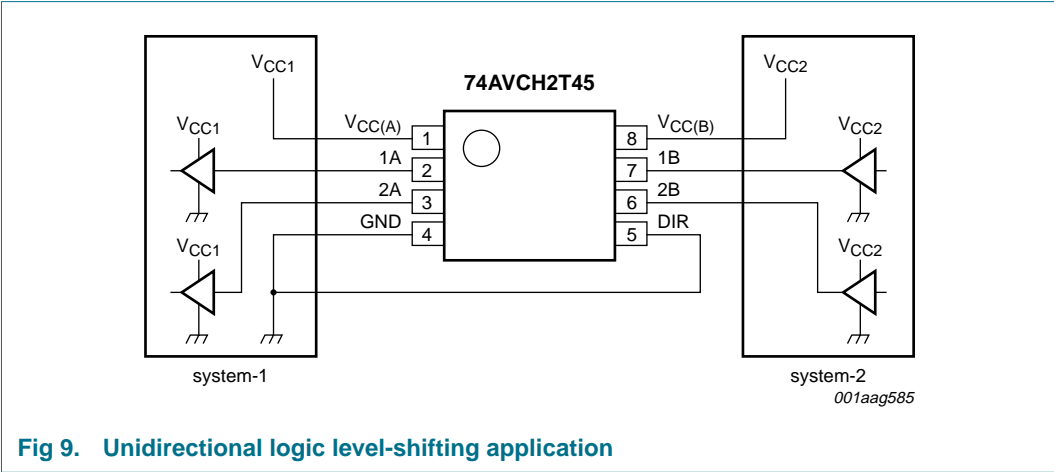 VCC1
VCC2
74AVCH2T45
VCC(A)
VCC(B)
VCC1
1
8
VCC2
1A
1B
2
7
2A
2B
3
6
GND
DIR
4
5
VCC1
VCC2
system-1
system-2
001aag585
Fig 9. Unidirectional logic level-shifting application